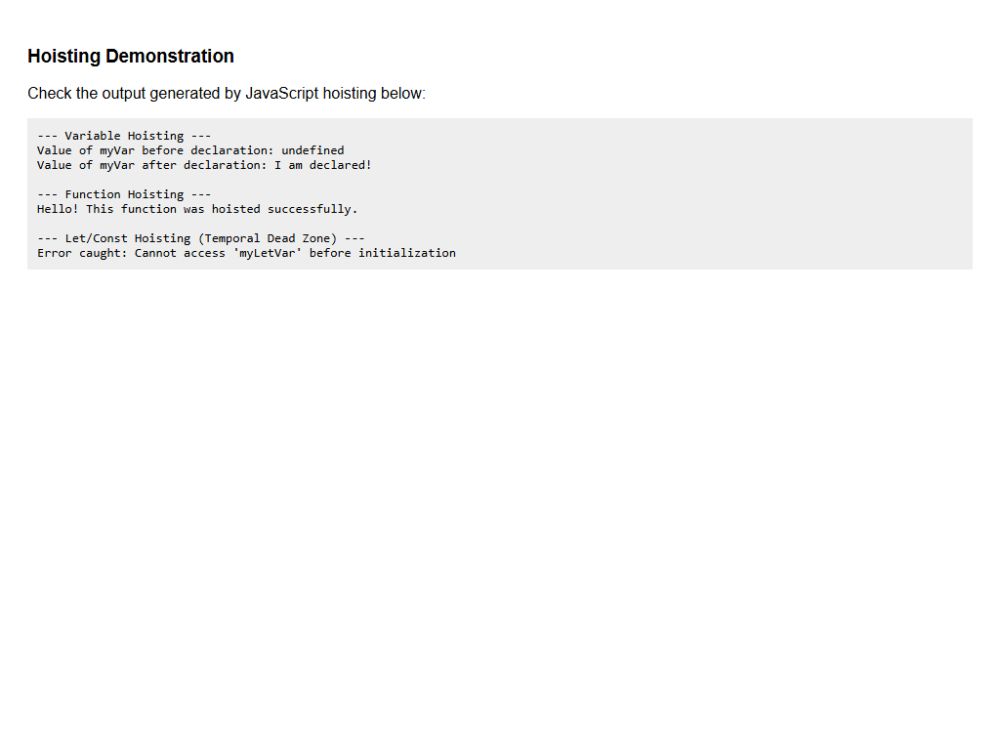 Hoisting Demonstration
Check the output generated by JavaScript hoisting below:
--- Variable Hoisting ---
Value of myVar before declaration: undefined
Value of myVar after declaration: I am declared!
--- Function Hoisting ---
Hello! This function was hoisted successfully.
--- Let/Const Hoisting (Temporal Dead Zone) ---
Error caught: Cannot access 'myLetVar' before initialization